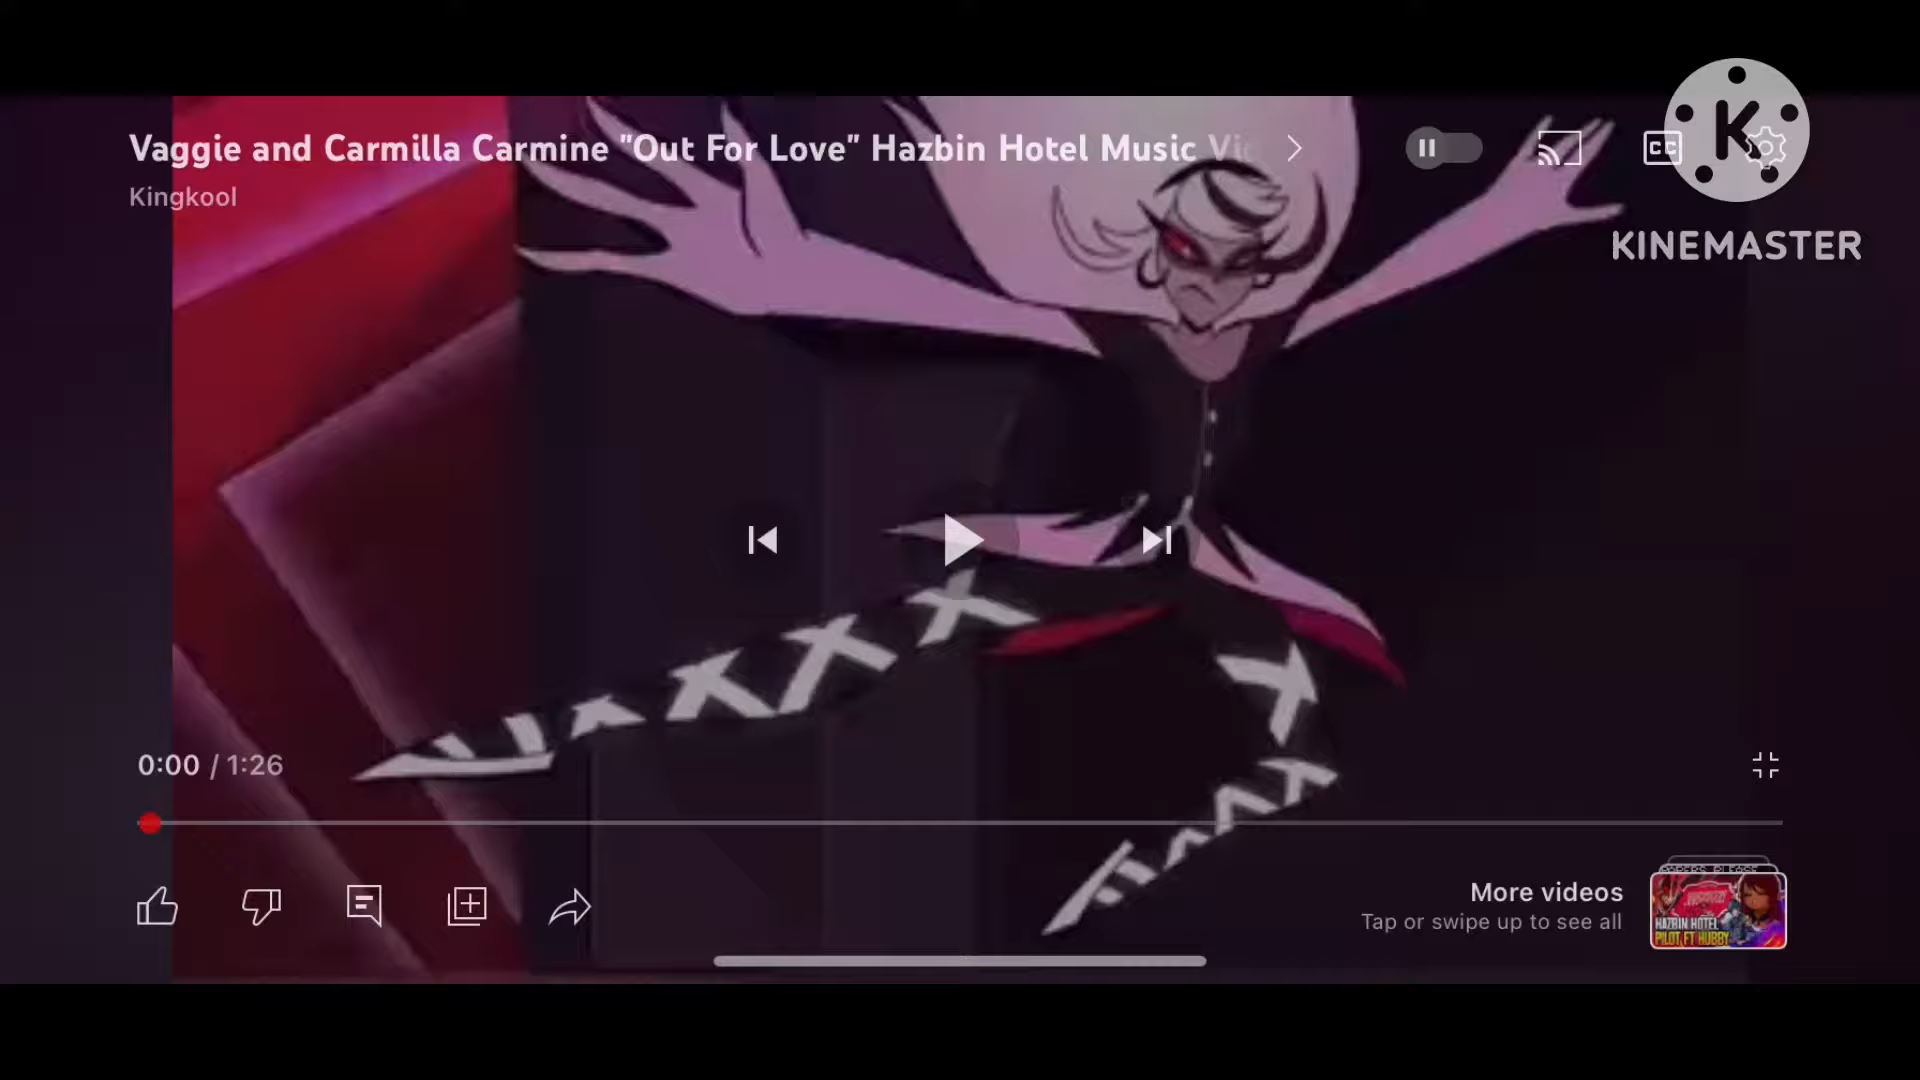 Vaggie and Carmilla Carmine "Out For Love" Hazbin Hotel Music Vi
Kingkool
CC
K
KINEMASTER
0:00 / 1:26
More videos
Tap or swipe up to see all
HAZBIN HOTEL
PILOT FT HUBBY